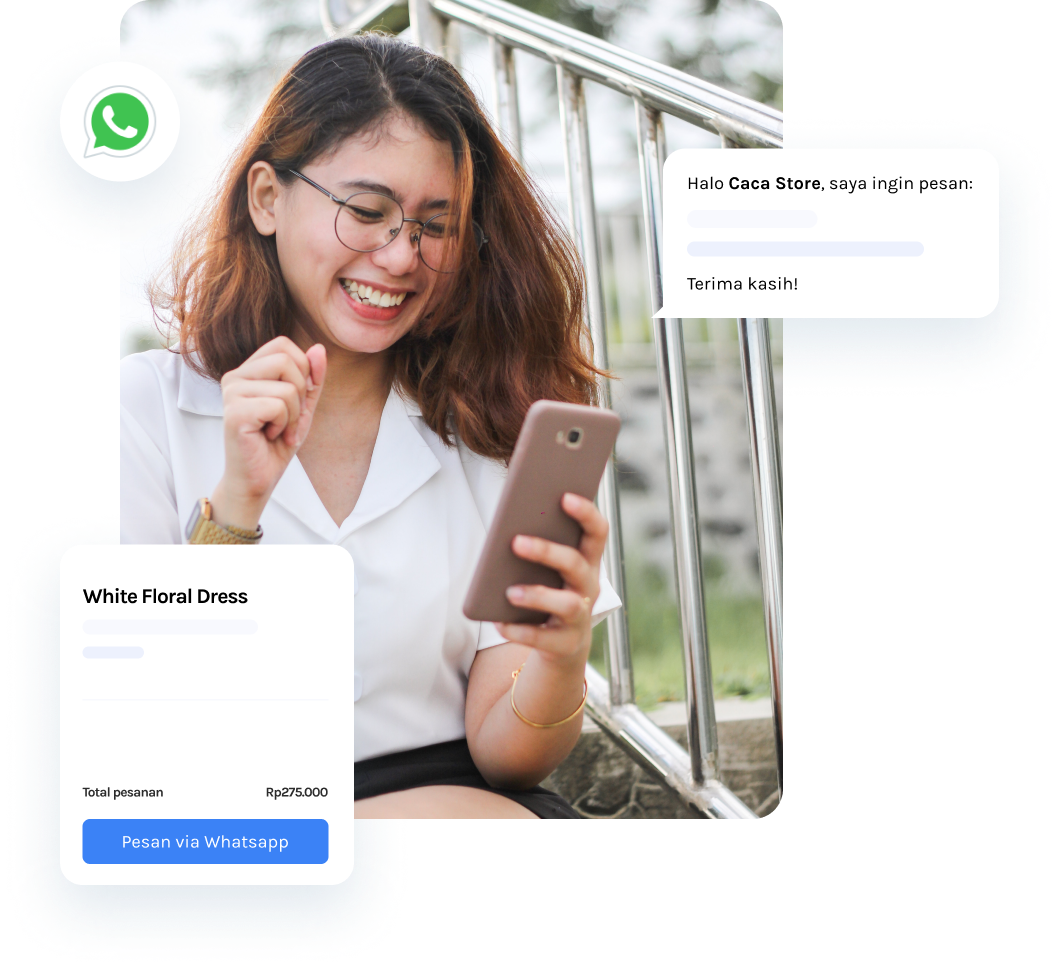 Halo Caca Store, saya ingin pesan:
Terima kasih!
White Floral Dress
Total pesanan Rp275.000
Pesan via Whatsapp